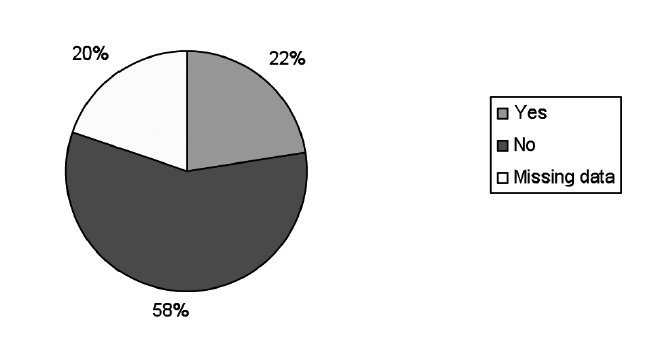 20%
22%
58%
Yes
No
Missing data